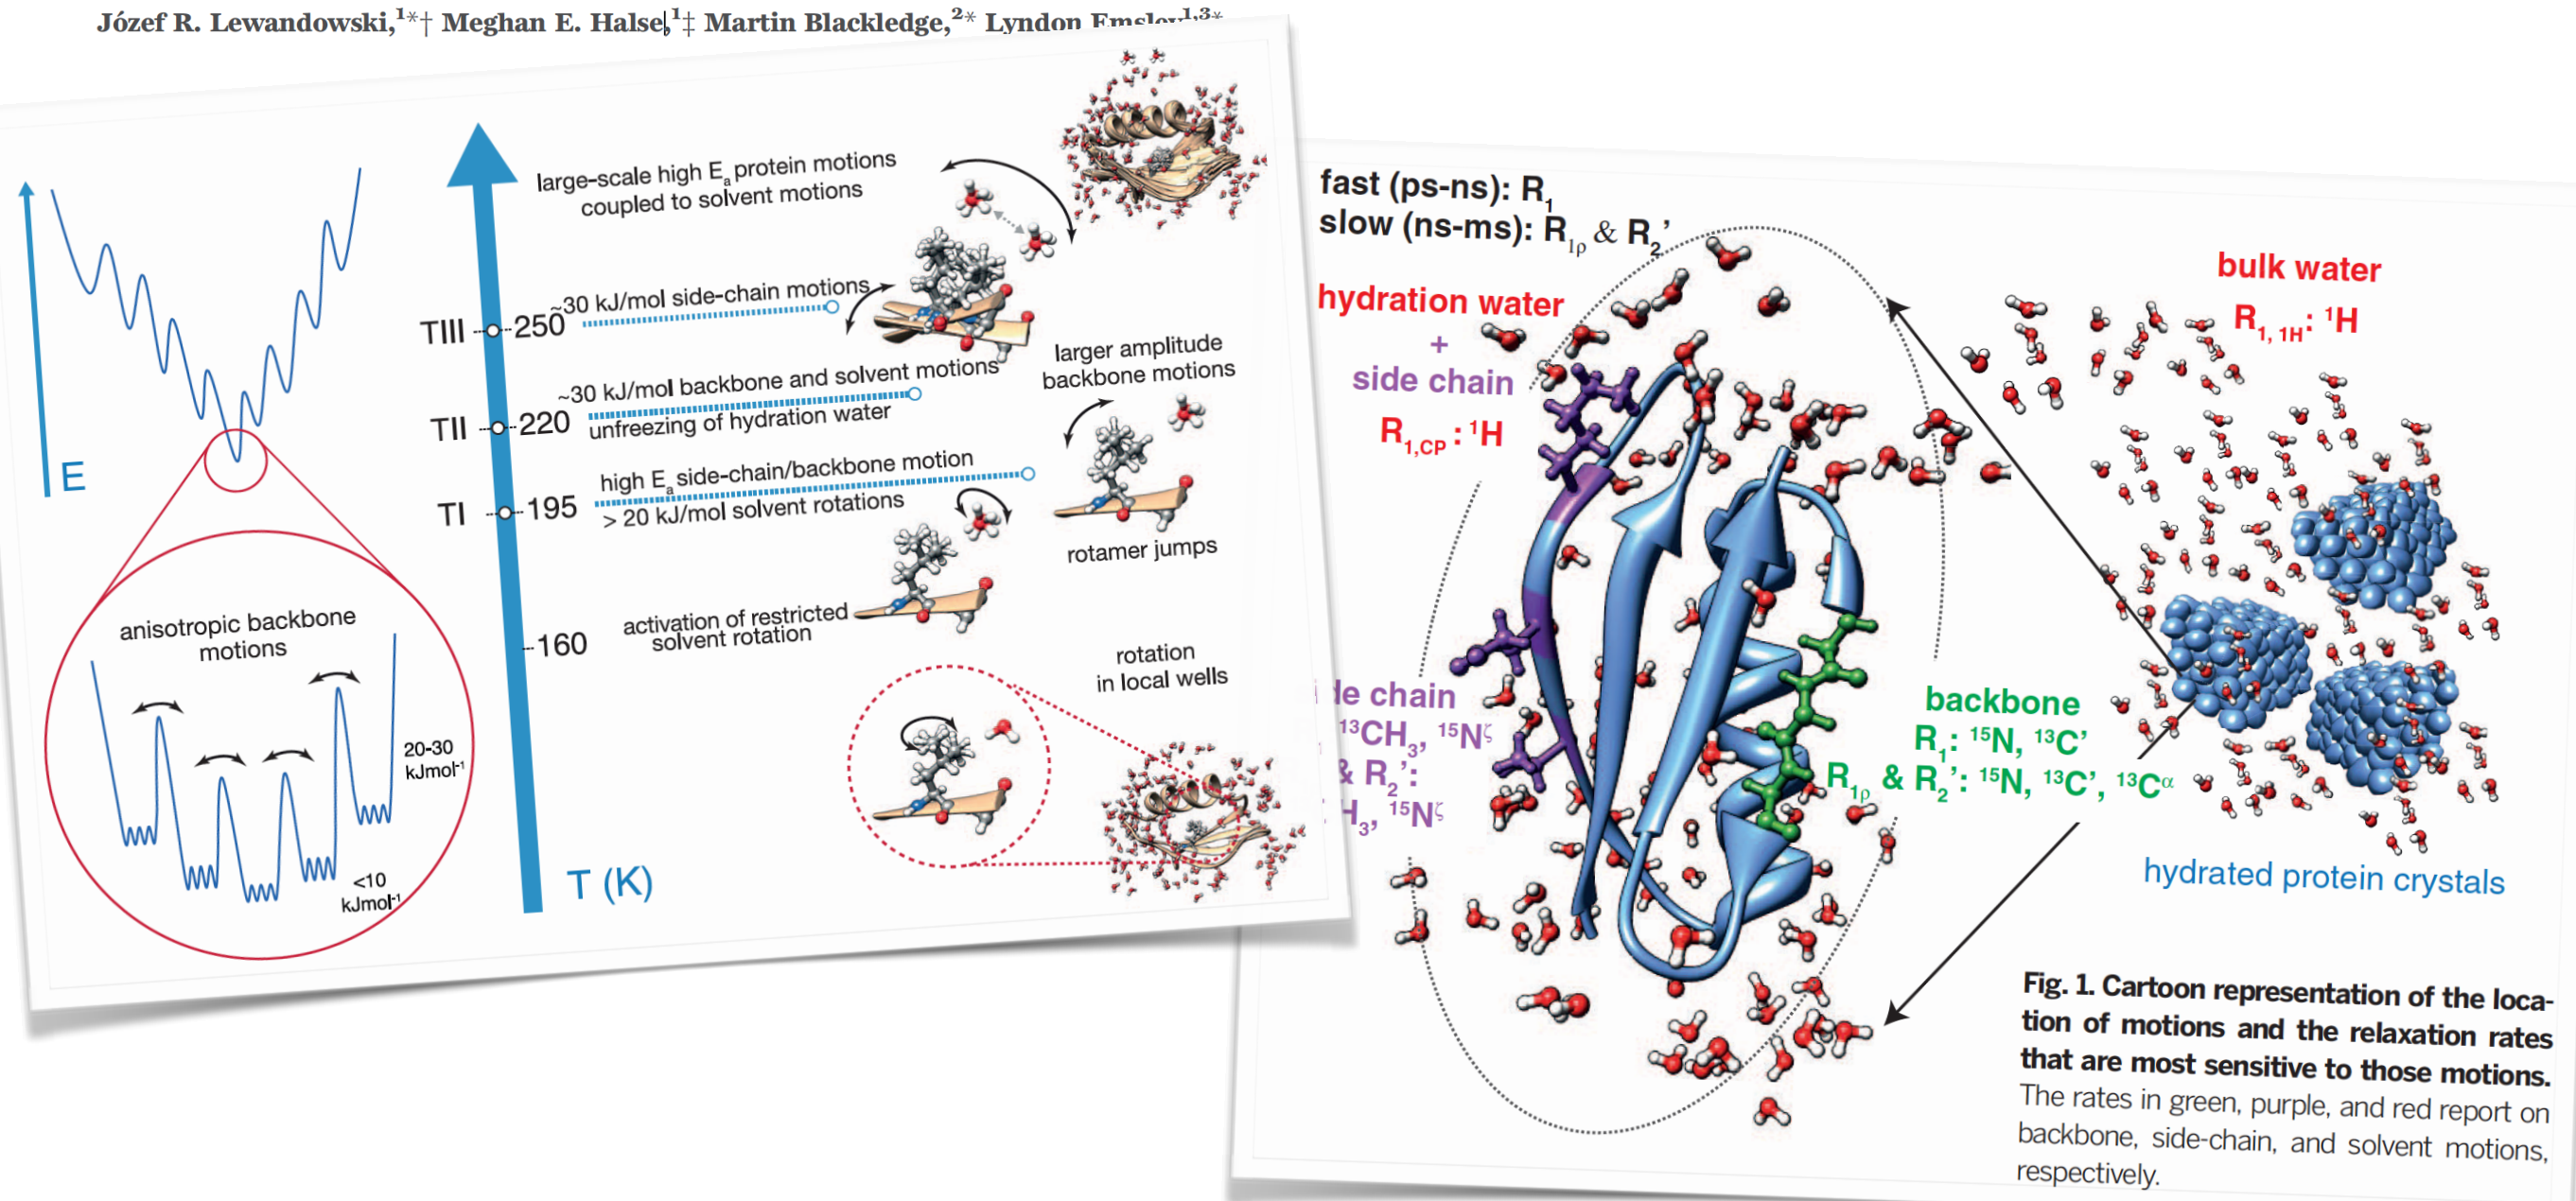 Józef R. Lewandowski,¹*† Meghan E. Halse,¹‡ Martin Blackledge,²* Lyndon Emsley¹,³*
large-scale high Eₐ protein motions
coupled to solvent motions
TIII
250
~30 kJ/mol side-chain motions
TII
220
~30 kJ/mol backbone and solvent motions
unfreezing of hydration water
larger amplitude
backbone motions
TI
195
high Eₐ side-chain/backbone motion
> 20 kJ/mol solvent rotations
rotamer jumps
160
activation of restricted
solvent rotation
rotation
in local wells
T (K)
E
anisotropic backbone
motions
20-30
kJmol⁻¹
<10
kJmol⁻¹
fast (ps-ns): R₁
slow (ns-ms): R₁ρ & R₂’
hydration water
+
side chain
R₁,CP : ¹H
bulk water
R₁, ₁H: ¹H
de chain
¹³CH₃, ¹⁵Nζ
& R₂’:
H₃, ¹⁵Nζ
backbone
R₁: ¹⁵N, ¹³C’
R₁ρ & R₂’: ¹⁵N, ¹³C’, ¹³Cα
hydrated protein crystals
Fig. 1. Cartoon representation of the loca-
tion of motions and the relaxation rates
that are most sensitive to those motions.
The rates in green, purple, and red report on
backbone, side-chain, and solvent motions,
respectively.